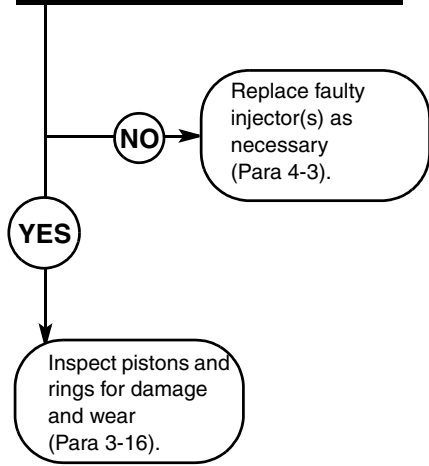 Replace faulty
injector(s) as
necessary
(Para 4-3).
NO
YES
Inspect pistons and
rings for damage
and wear
(Para 3-16).